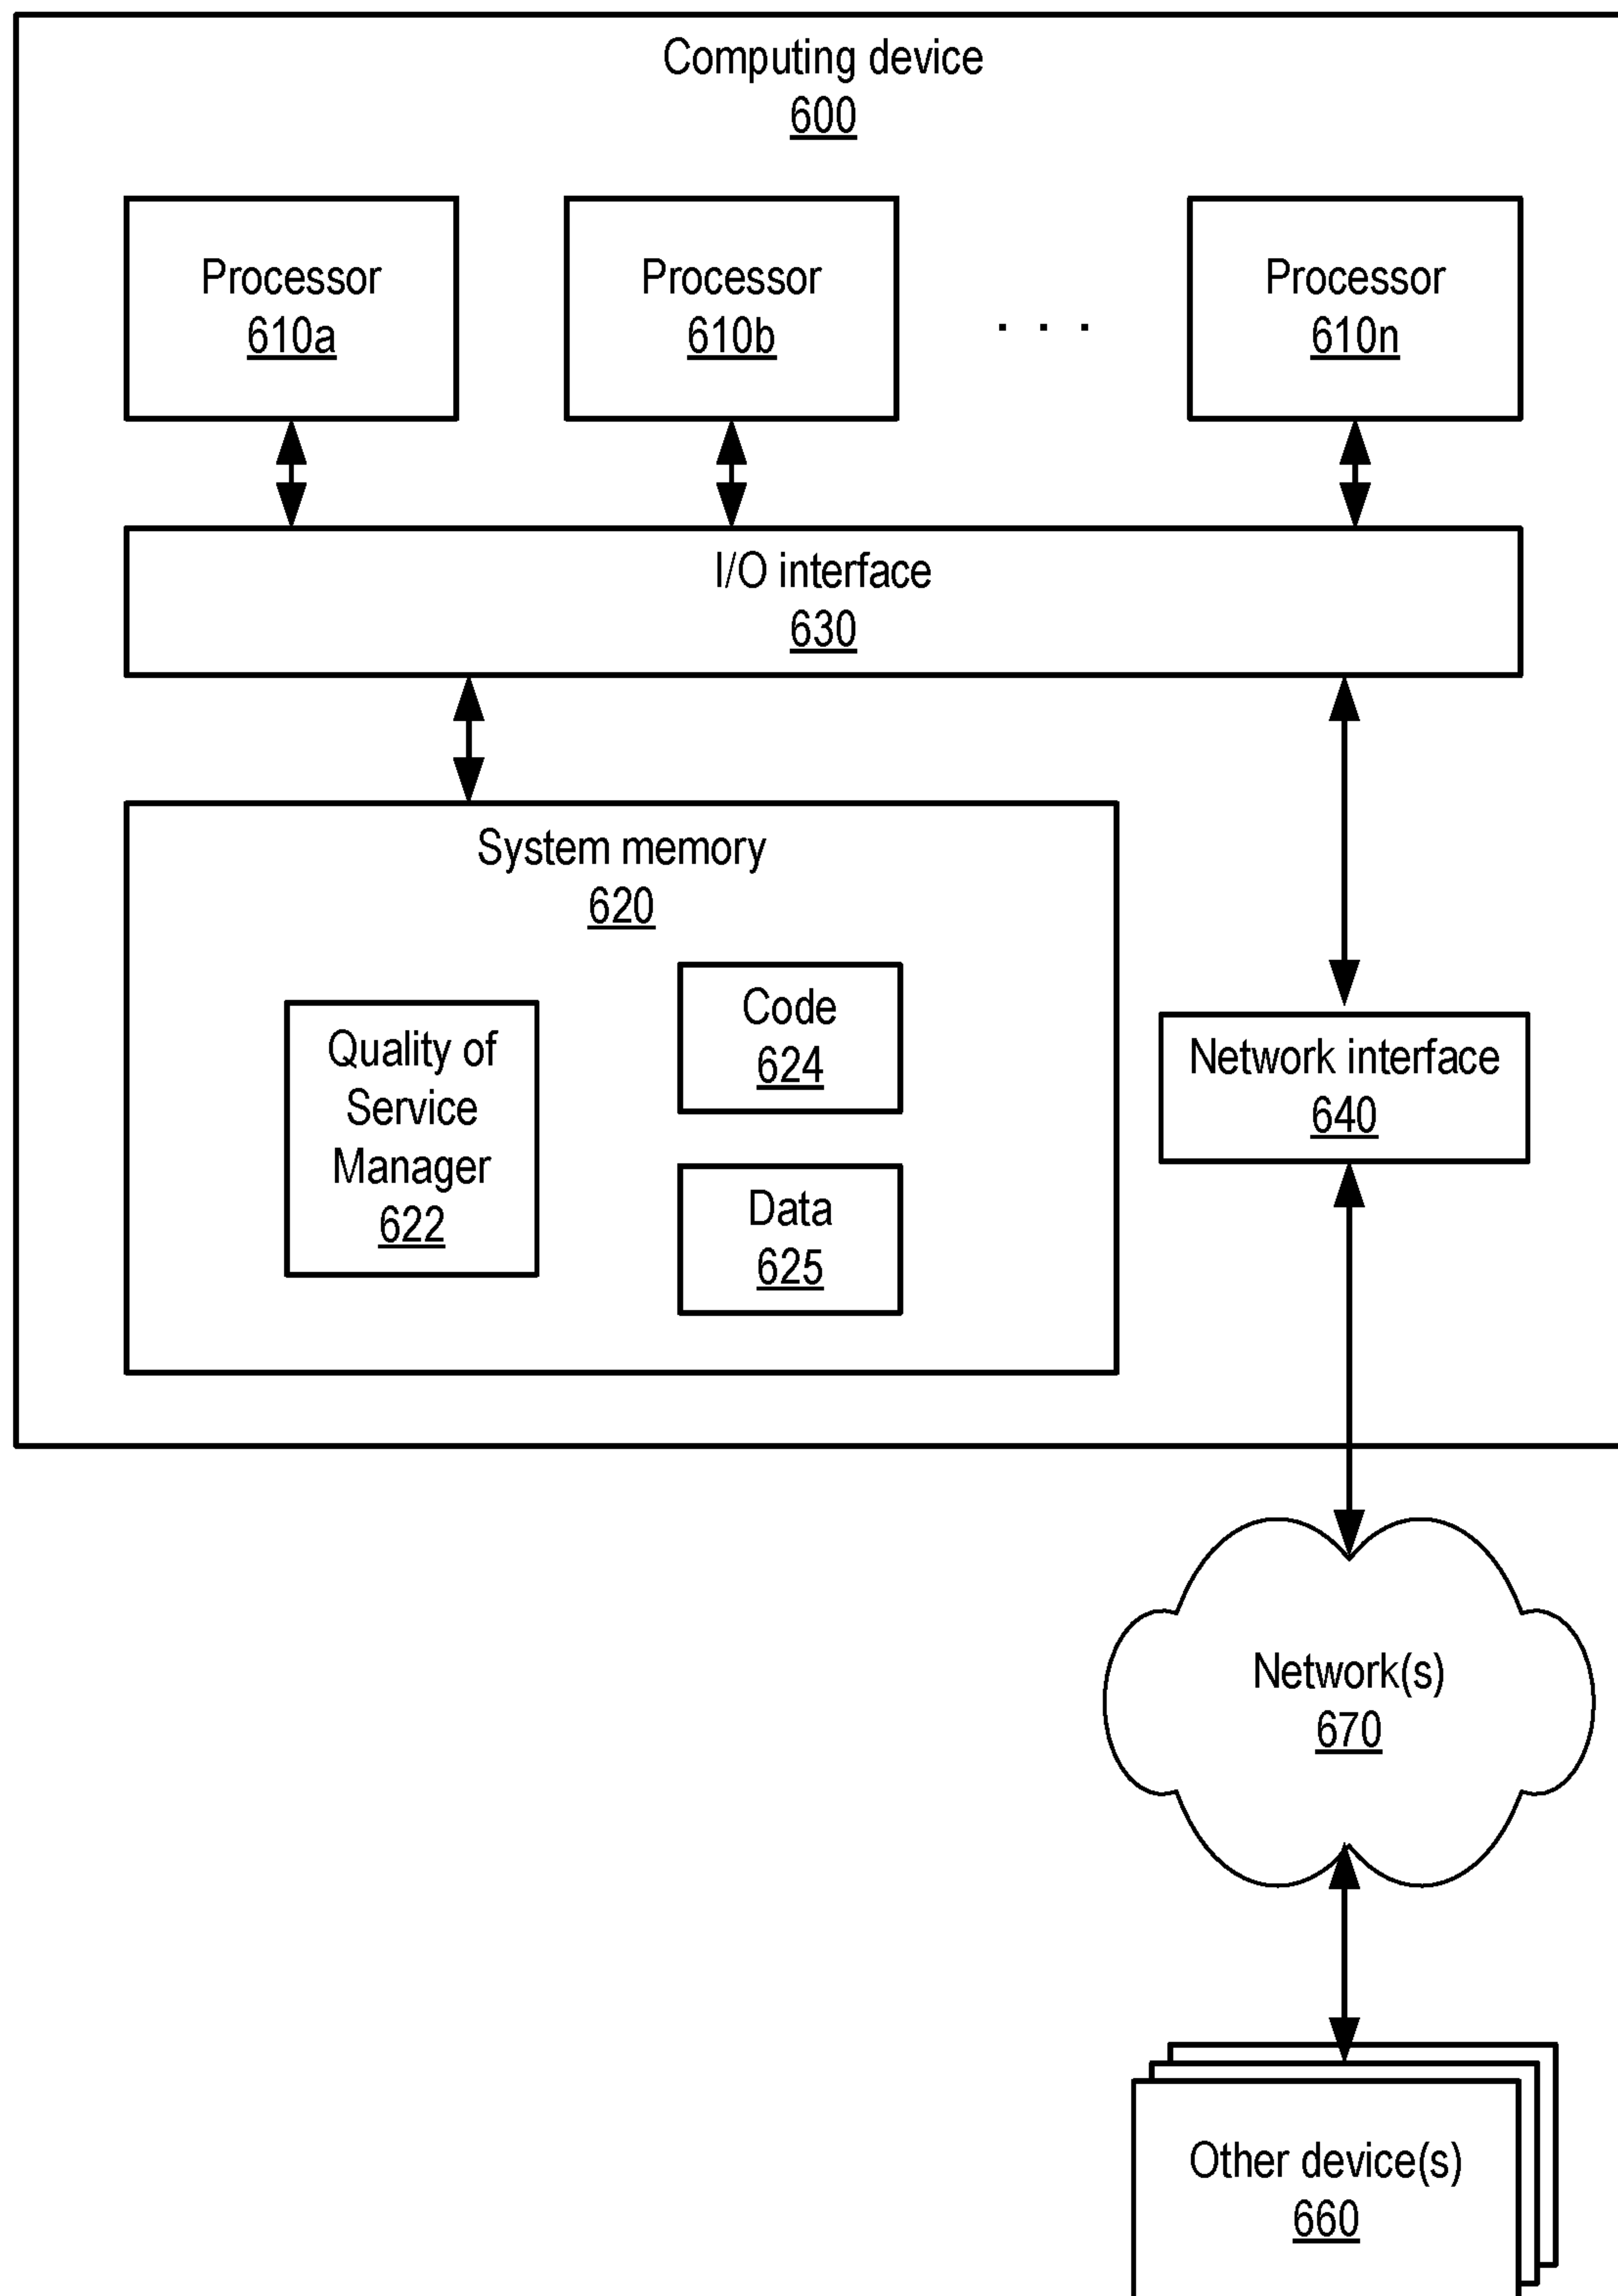 Computing device
600
Processor
610a
Processor
610b
. . .
Processor
610n
I/O interface
630
System memory
620
Quality of
Service
Manager
622
Code
624
Data
625
Network interface
640
Network(s)
670
Other device(s)
660